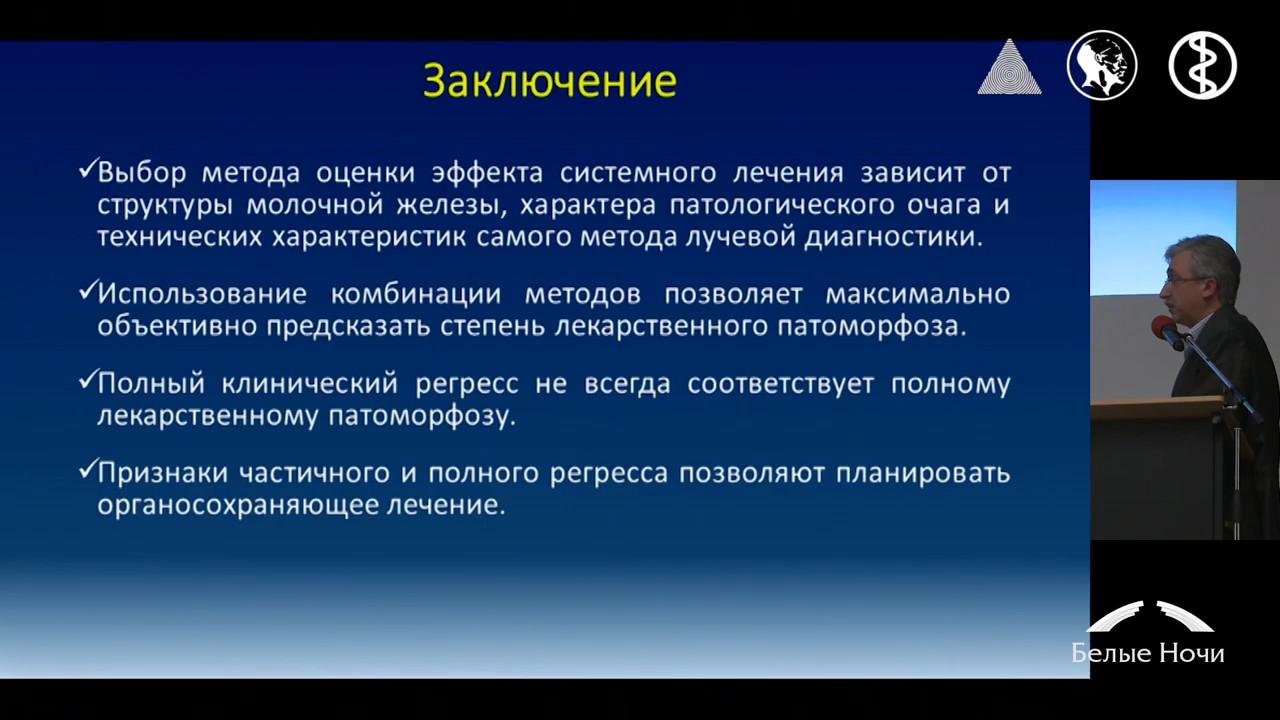 Заключение
Выбор метода оценки эффекта системного лечения зависит от
структуры молочной железы, характера патологического очага и
технических характеристик самого метода лучевой диагностики.
Использование комбинации методов позволяет максимально
объективно предсказать степень лекарственного патоморфоза.
Полный клинический регресс не всегда соответствует полному
лекарственному патоморфозу.
Признаки частичного и полного регресса позволяют планировать
органосохраняющее лечение.
Белые Ночи